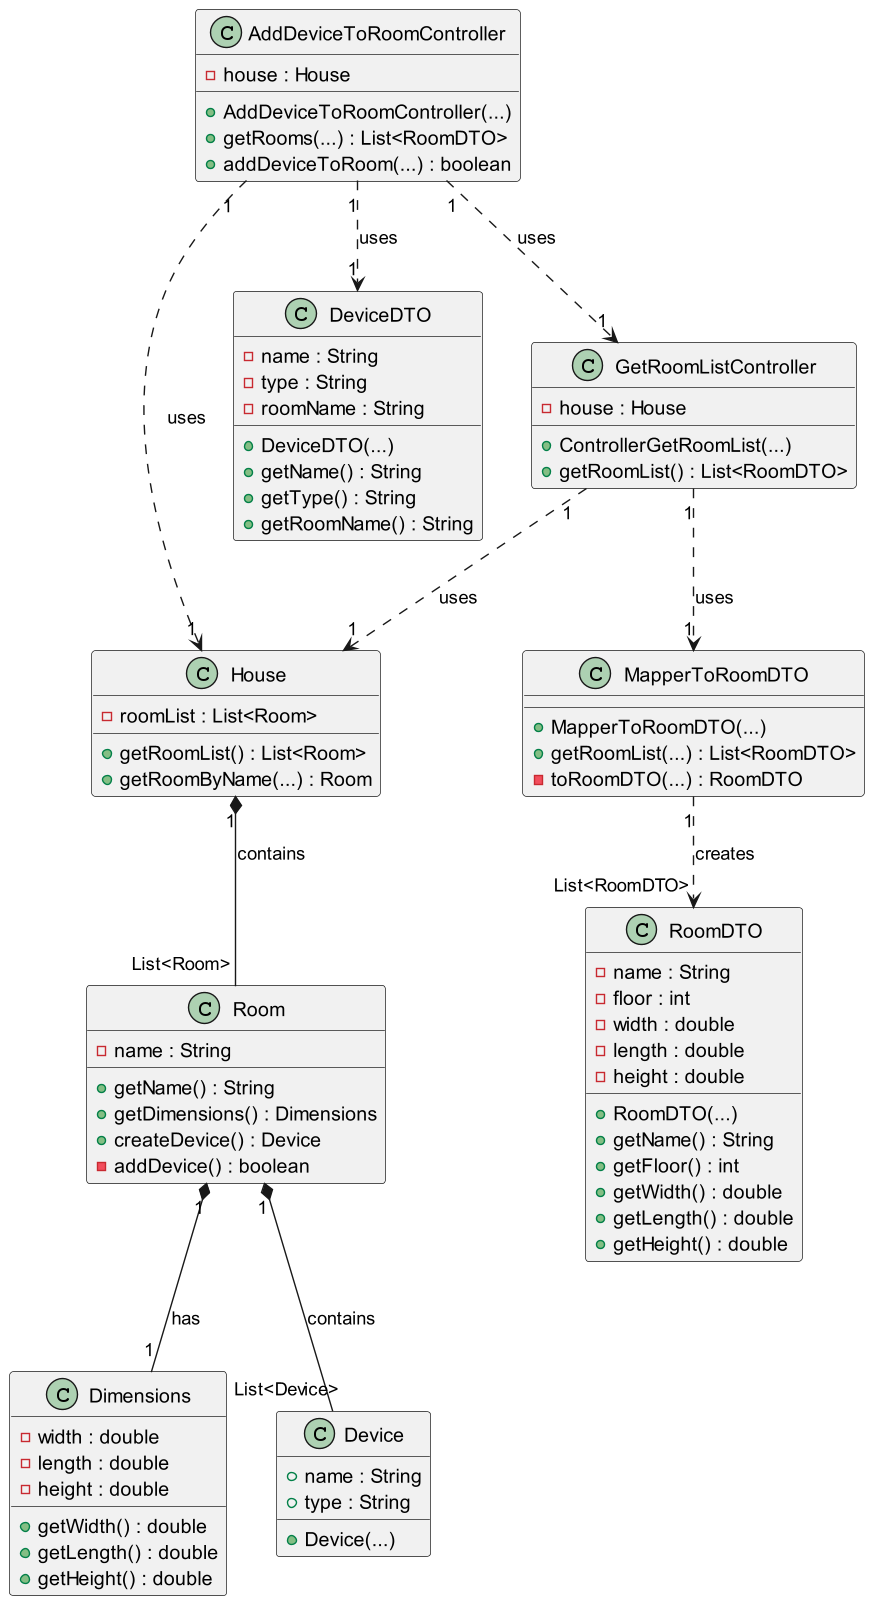 C AddDeviceToRoomController
house : House
AddDeviceToRoomController(...)
getRooms(...) : List<RoomDTO>
addDeviceToRoom(...) : boolean
1
1
1
uses
uses
1
1
C DeviceDTO
name : String
type : String
roomName : String
DeviceDTO(...)
getName() : String
getType() : String
getRoomName() : String
C GetRoomListController
house : House
ControllerGetRoomList(...)
getRoomList() : List<RoomDTO>
uses
1
1
uses
uses
1
1
1
C House
roomList : List<Room>
getRoomList() : List<Room>
getRoomByName(...) : Room
C MapperToRoomDTO
MapperToRoomDTO(...)
getRoomList(...) : List<RoomDTO>
toRoomDTO(...) : RoomDTO
1
1
contains
creates
List<RoomDTO>
List<Room>
C RoomDTO
name : String
floor : int
width : double
length : double
height : double
RoomDTO(...)
getName() : String
getFloor() : int
getWidth() : double
getLength() : double
getHeight() : double
C Room
name : String
getName() : String
getDimensions() : Dimensions
createDevice() : Device
addDevice() : boolean
1
1
has
contains
1
List<Device>
C Dimensions
width : double
length : double
height : double
getWidth() : double
getLength() : double
getHeight() : double
C Device
name : String
type : String
Device(...)